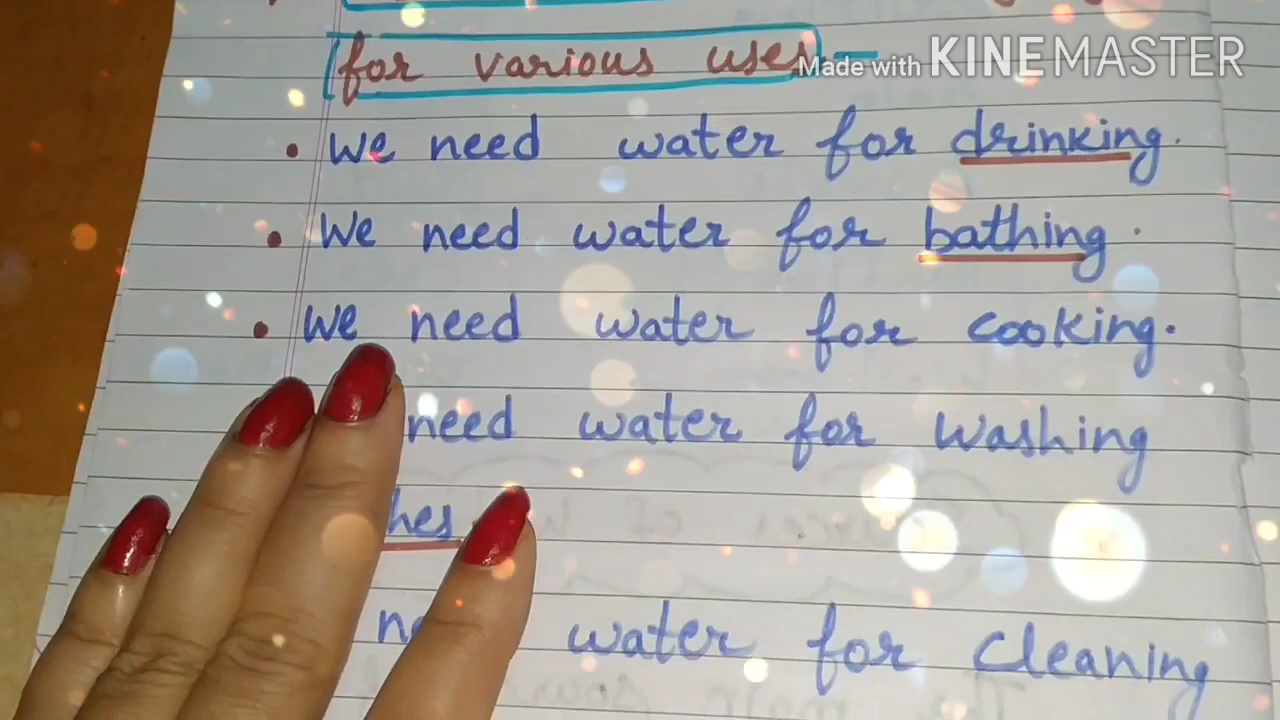 for various uses -
Made with KINEMASTER
• We need water for drinking.
• We need water for bathing.
• We need water for cooking.
need water for washing
hes
water for cleaning